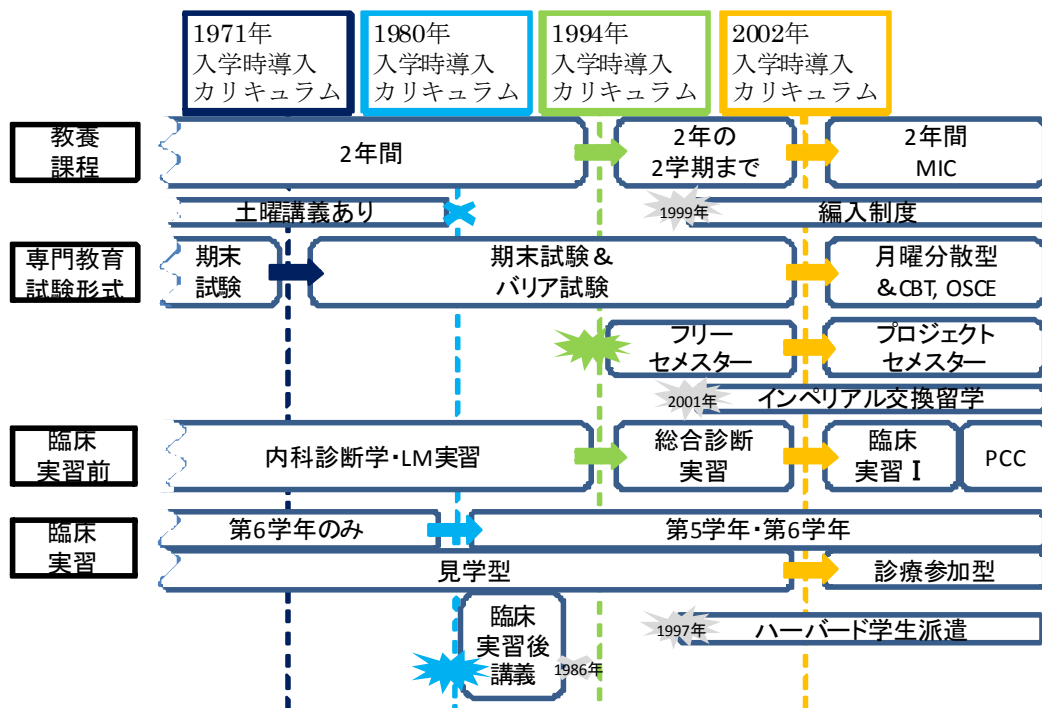 1971年
入学時導入
カリキュラム
1980年
入学時導入
カリキュラム
1994年
入学時導入
カリキュラム
2002年
入学時導入
カリキュラム
教養
課程
2年間
2年の
2学期まで
2年間
MIC
土曜講義あり
1999年
編入制度
専門教育
試験形式
期末
試験
期末試験&
バリア試験
月曜分散型
&CBT, OSCE
フリー
セメスター
プロジェクト
セメスター
2001年
インペリアル交換留学
臨床
実習前
内科診断学・LM実習
総合診断
実習
臨床
実習Ⅰ
PCC
臨床
実習
第6学年のみ
第5学年・第6学年
見学型
診療参加型
臨床
実習後
講義
1986年
1997年
ハーバード学生派遣